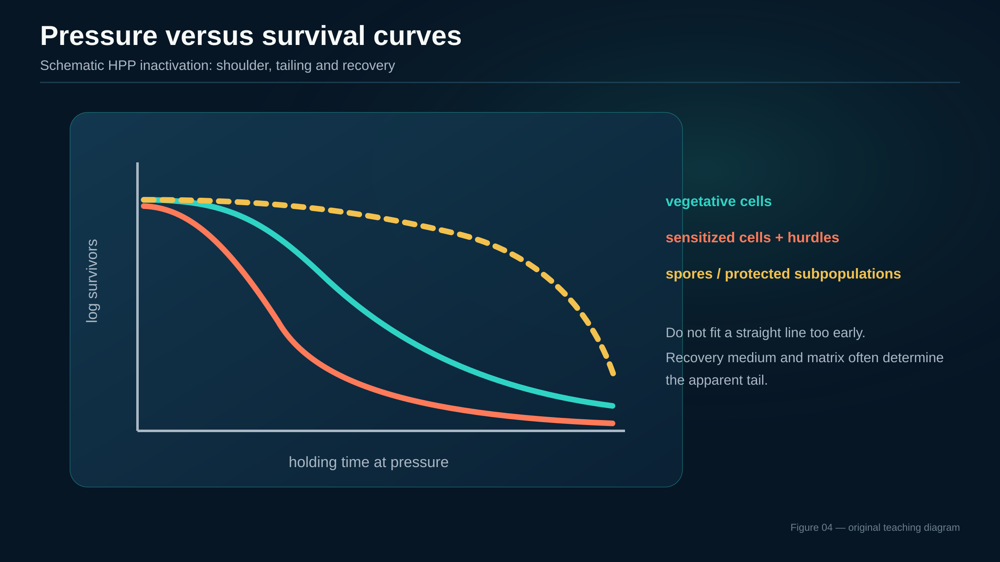 Pressure versus survival curves
Schematic HPP inactivation: shoulder, tailing and recovery
log survivors
holding time at pressure
vegetative cells
sensitized cells + hurdles
spores / protected subpopulations
Do not fit a straight line too early.
Recovery medium and matrix often determine
the apparent tail.
Figure 04 — original teaching diagram